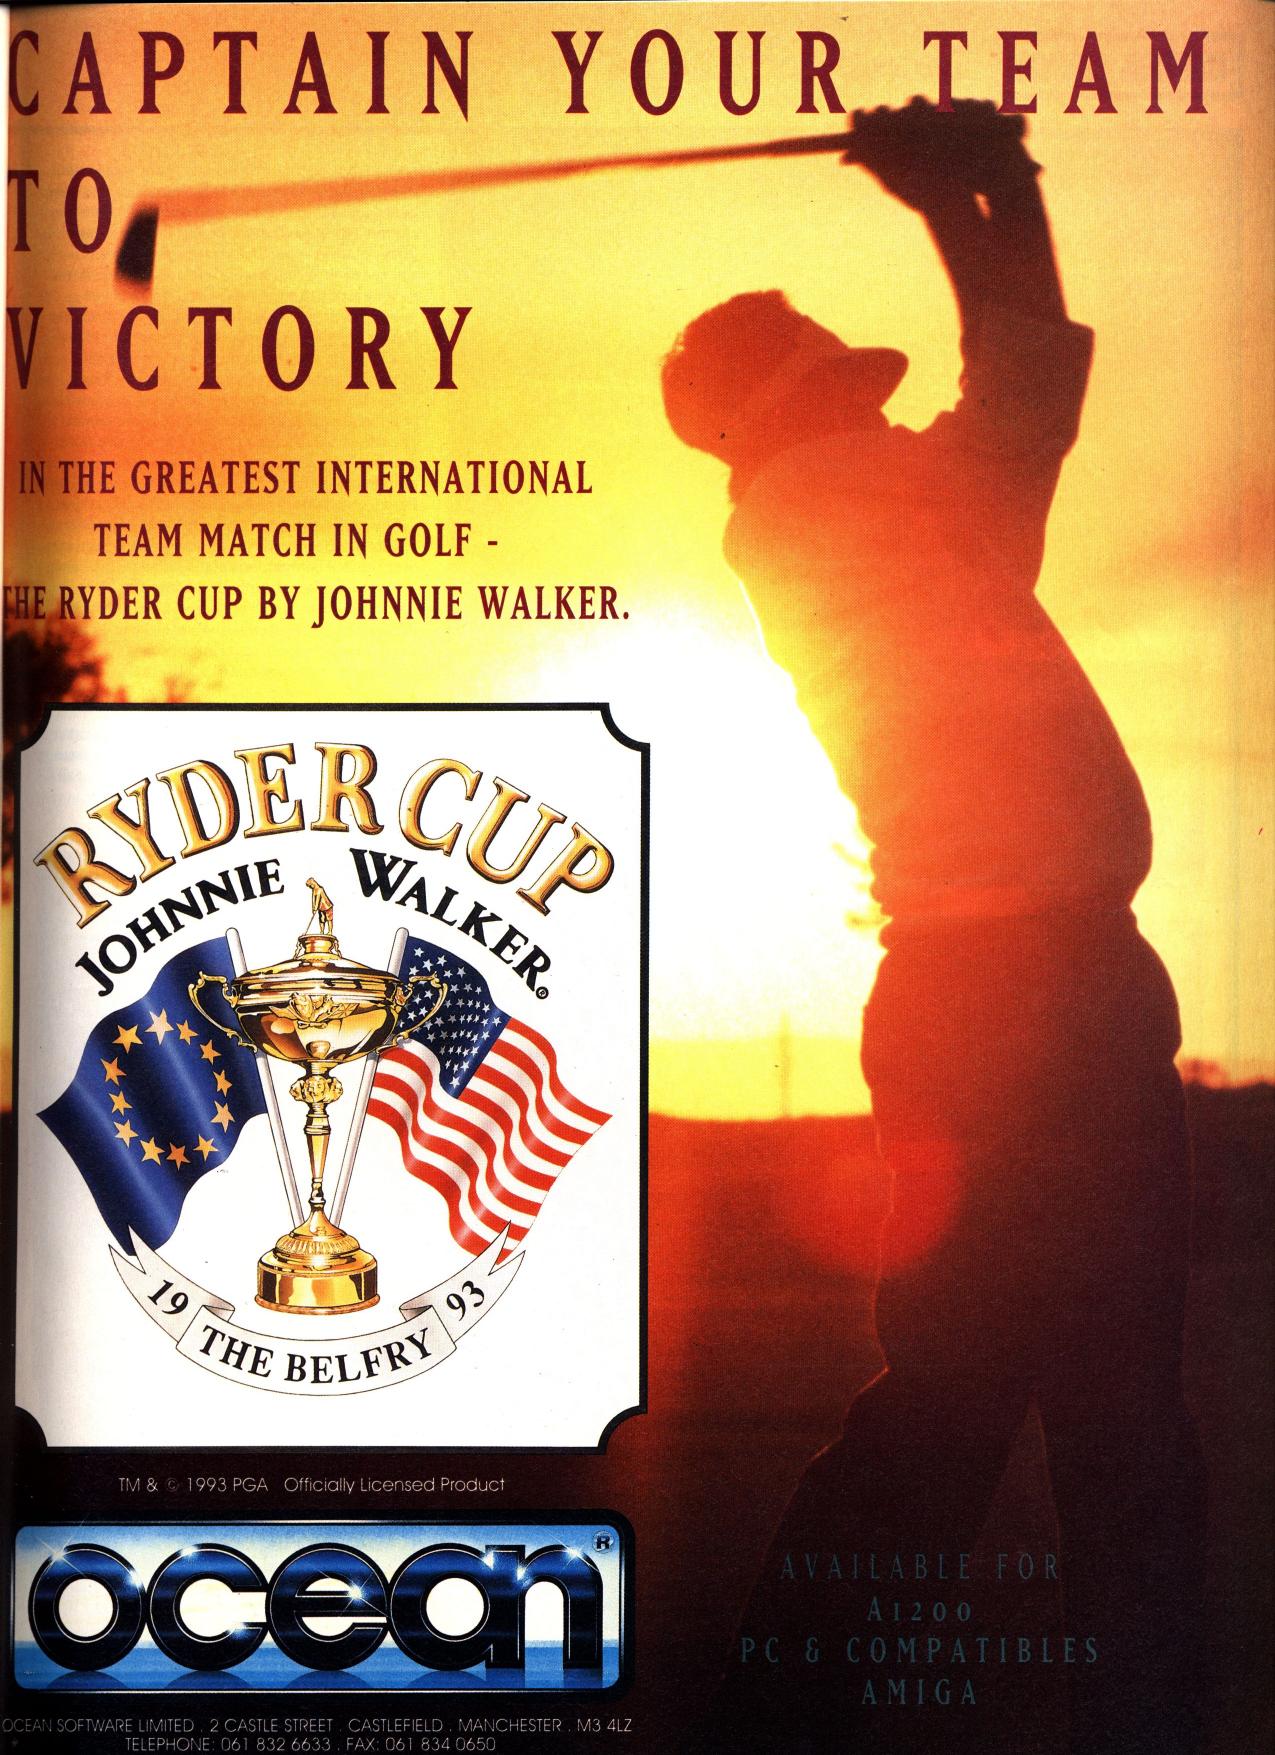 CAPTAIN YOUR TEAM
TO
VICTORY
IN THE GREATEST INTERNATIONAL
TEAM MATCH IN GOLF -
THE RYDER CUP BY JOHNNIE WALKER.
RYDER CUP
JOHNNIE WALKER®
19 93
THE BELFRY
TM & © 1993 PGA Officially Licensed Product
ocean®
AVAILABLE FOR
A1200
PC & COMPATIBLES
AMIGA
OCEAN SOFTWARE LIMITED . 2 CASTLE STREET . CASTLEFIELD . MANCHESTER . M3 4LZ
TELEPHONE: 061 832 6633 . FAX: 061 834 0650